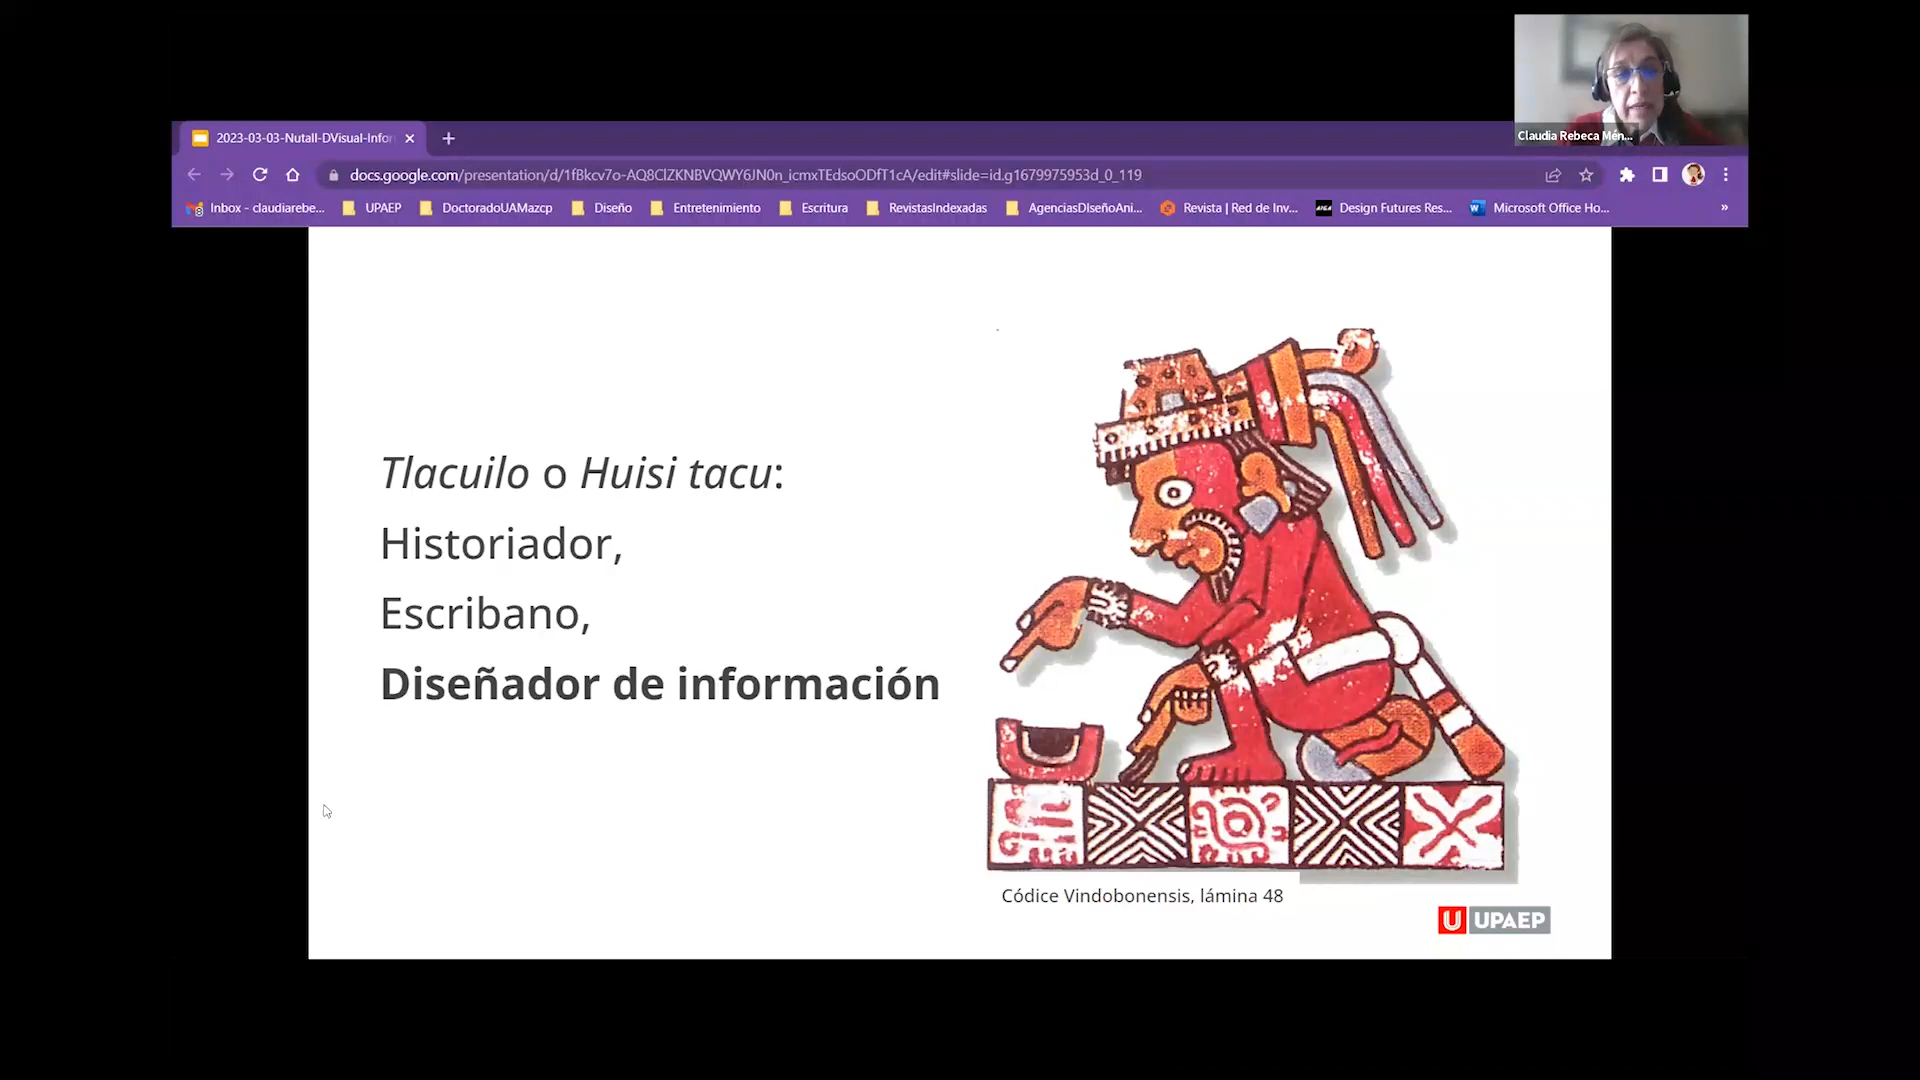 Claudia Rebeca Mén...
2023-03-03-Nutall-DVisual-Infor
docs.google.com/presentation/d/1fBkcv7o-AQ8ClZKNBVQWY6JN0n_icmxTEdsoODfT1cA/edit#slide=id.g1679975953d_0_119
Inbox - claudiarebe... UPAEP DoctoradoUAMazcp Diseño Entretenimiento Escritura RevistasIndexadas AgenciasDIseñoAni... Revista | Red de Inv... AIGA Design Futures Res... Microsoft Office Ho... »
Tlacuilo o Huisi tacu:
Historiador,
Escribano,
Diseñador de información
Códice Vindobonensis, lámina 48
U UPAEP